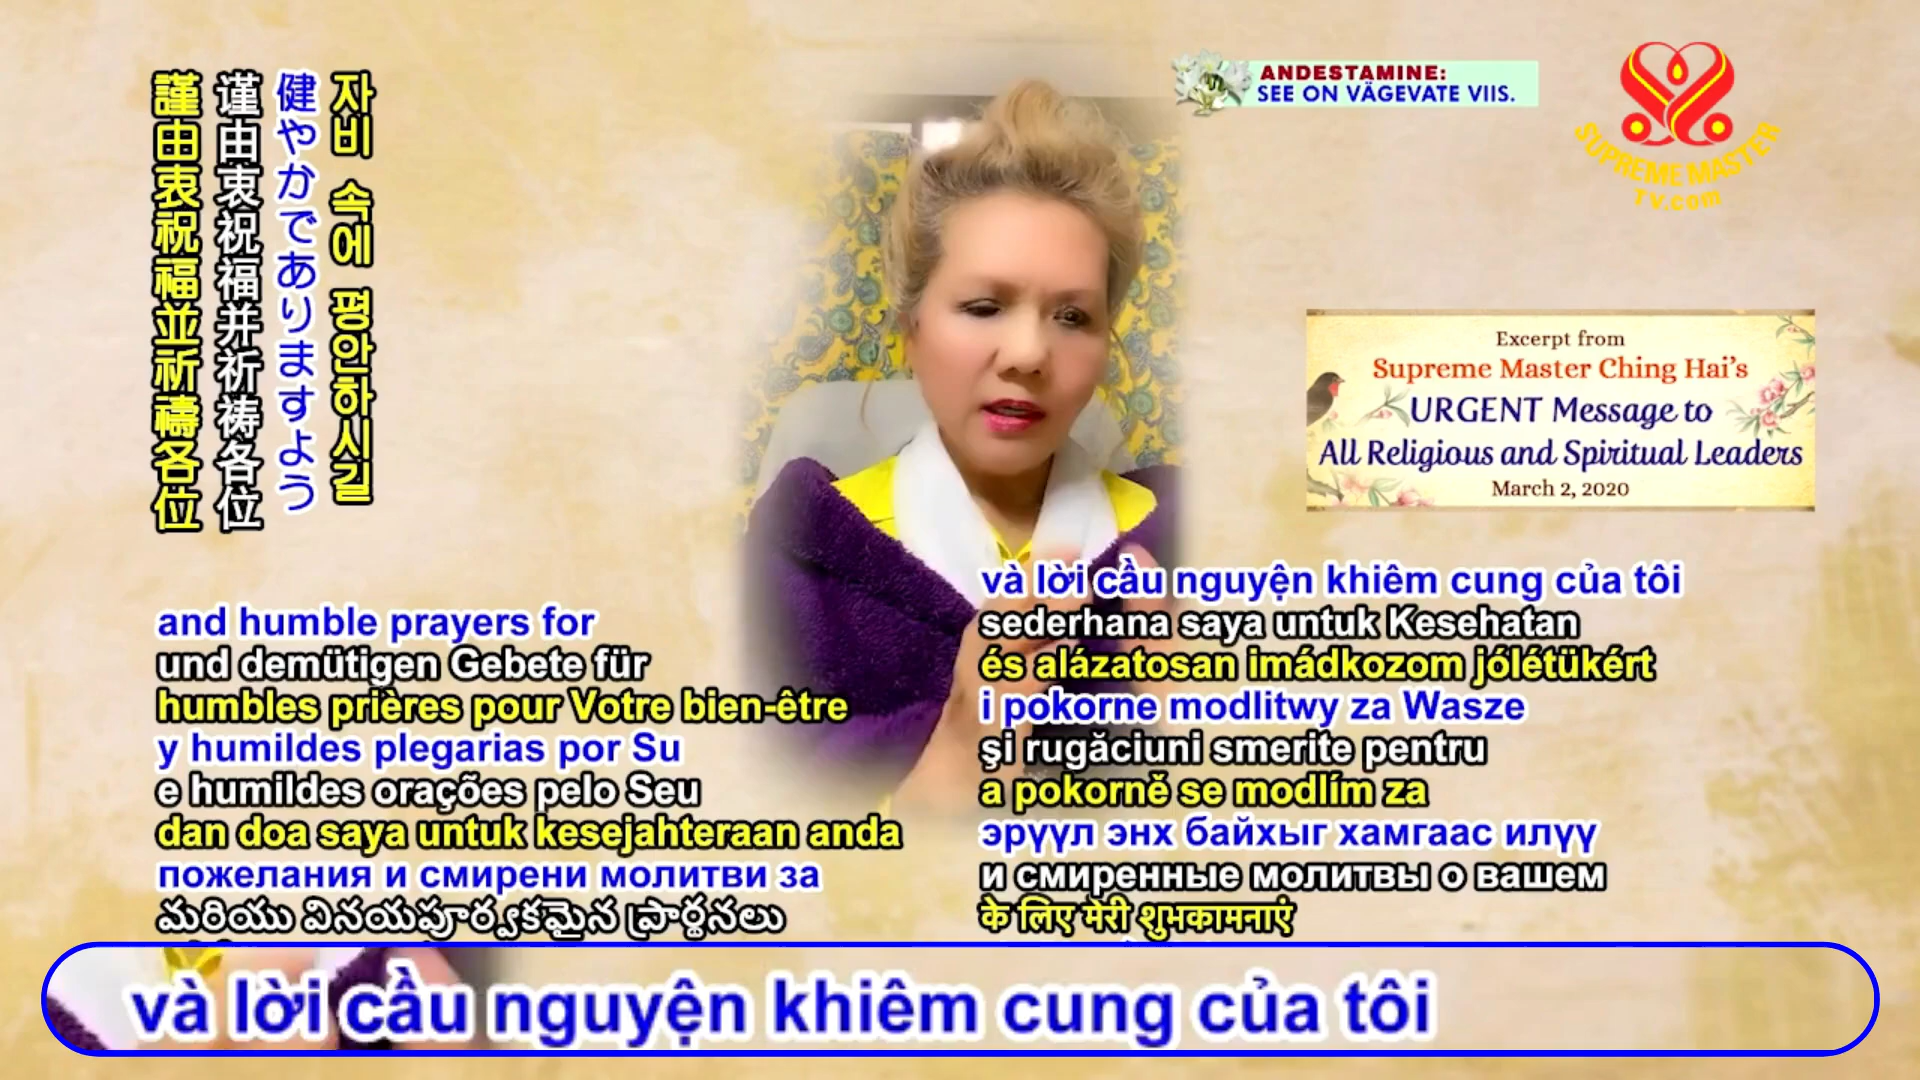 謹由衷祝福並祈禱各位
谨由衷祝福并祈祷各位
健やかでありますよう
자비 속에 평안하시길
ANDESTAMINE:
SEE ON VÄGEVATE VIIS.
SUPREME MASTER
TV.com
Excerpt from
Supreme Master Ching Hai's
URGENT Message to
All Religious and Spiritual Leaders
March 2, 2020
and humble prayers for
und demütigen Gebete für
humbles prières pour Votre bien-être
y humildes plegarias por Su
e humildes orações pelo Seu
dan doa saya untuk kesejahteraan anda
пожелания и смирени молитви за
మరియు వినయపూర్వకమైన ప్రార్థనలు
và lời cầu nguyện khiêm cung của tôi
sederhana saya untuk Kesehatan
és alázatosan imádkozom jólétükért
i pokorne modlitwy za Wasze
şi rugăciuni smerite pentru
a pokorně se modlím za
эрүүл энх байхыг хамгаас илүү
и смиренные молитвы о вашем
के लिए मेरी शुभकामनाएं
và lời cầu nguyện khiêm cung của tôi